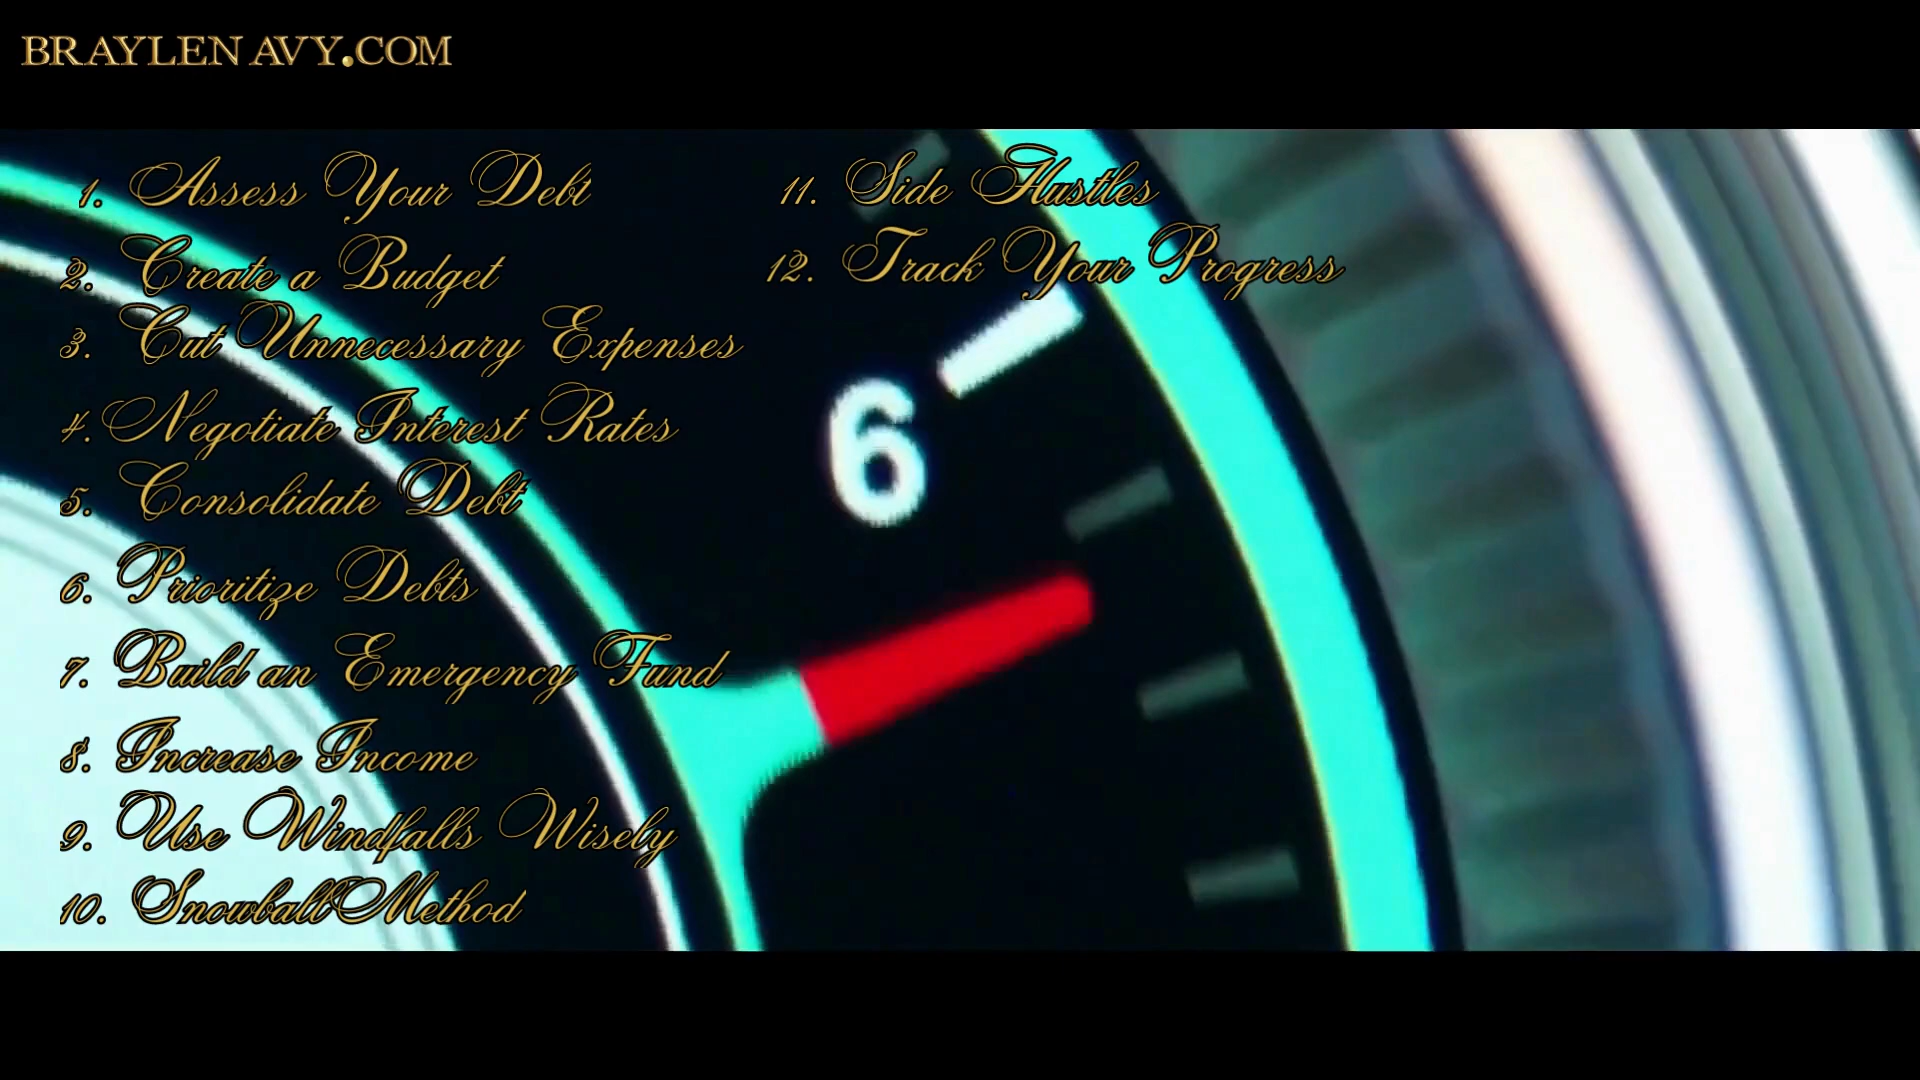 BRAYLEN AVY.COM
1. Assess Your Debt
2. Create a Budget
3. Cut Unnecessary Expenses
4. Negotiate Interest Rates
5. Consolidate Debt
6. Prioritize Debts
7. Build an Emergency Fund
8. Increase Income
9. Use Windfalls Wisely
10. Snowball Method
11. Side Hustles
12. Track Your Progress
6